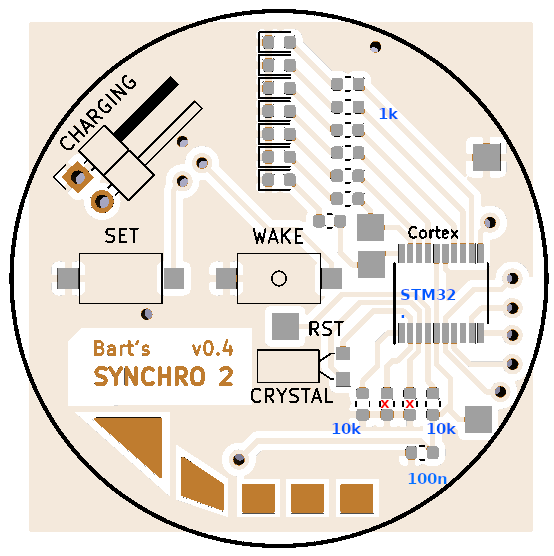 CHARGING
1k
SET
WAKE
Cortex
STM32
.
RST
Bart's v0.4
SYNCHRO 2
CRYSTAL
x x
10k 10k
100n